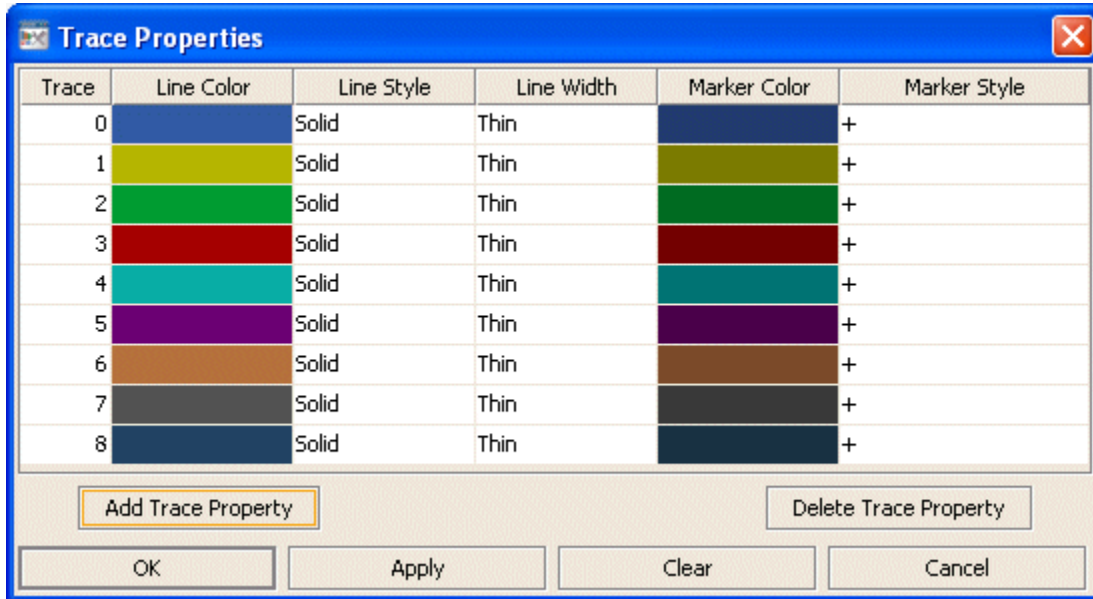 Trace Properties
Trace Line Color Line Style Line Width Marker Color Marker Style
0 Solid Thin +
1 Solid Thin +
2 Solid Thin +
3 Solid Thin +
4 Solid Thin +
5 Solid Thin +
6 Solid Thin +
7 Solid Thin +
8 Solid Thin +
Add Trace Property Delete Trace Property
OK Apply Clear Cancel